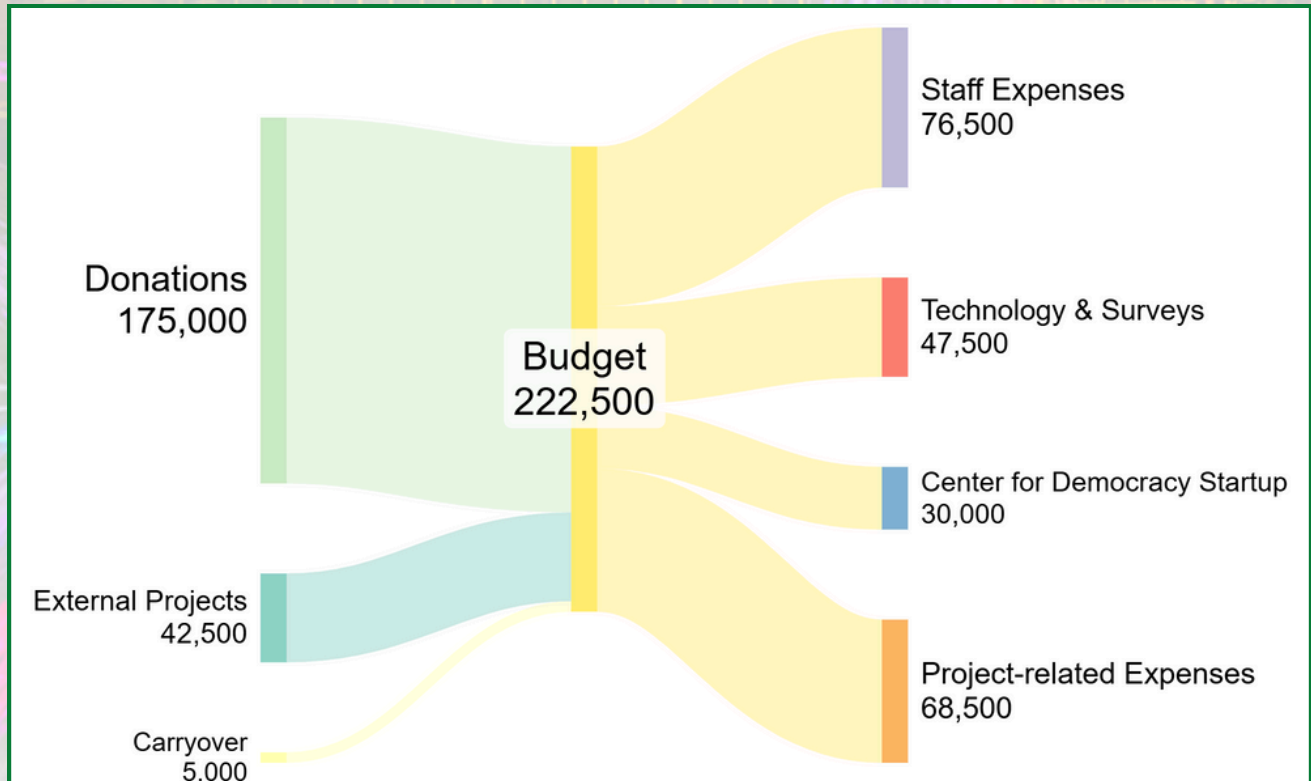 Donations
175,000
External Projects
42,500
Carryover
5,000
Budget
222,500
Staff Expenses
76,500
Technology & Surveys
47,500
Center for Democracy Startup
30,000
Project-related Expenses
68,500